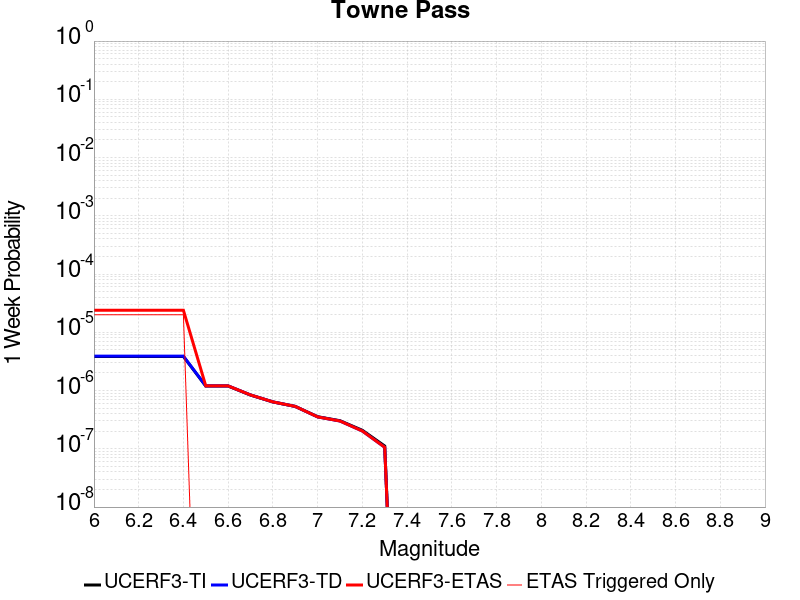 Towne Pass
10^0
10^-1
10^-2
10^-3
10^-4
10^-5
10^-6
10^-7
10^-8
1 Week Probability
6 6.2 6.4 6.6 6.8 7 7.2 7.4 7.6 7.8 8 8.2 8.4 8.6 8.8 9
Magnitude
UCERF3-TI UCERF3-TD UCERF3-ETAS ETAS Triggered Only